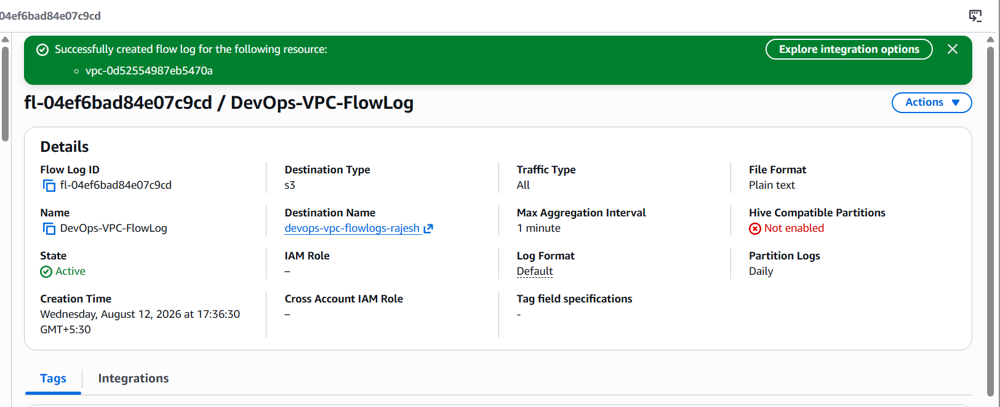 04ef6bad84e07c9cd
Successfully created flow log for the following resource:
Explore integration options
vpc-0d52554987eb5470a
fl-04ef6bad84e07c9cd / DevOps-VPC-FlowLog
Actions
Details
Flow Log ID
fl-04ef6bad84e07c9cd
Destination Type
s3
Traffic Type
All
File Format
Plain text
Name
DevOps-VPC-FlowLog
Destination Name
devops-vpc-flowlogs-rajesh
Max Aggregation Interval
1 minute
Hive Compatible Partitions
Not enabled
State
Active
IAM Role
–
Log Format
Default
Partition Logs
Daily
Creation Time
Wednesday, August 12, 2026 at 17:36:30
GMT+5:30
Cross Account IAM Role
–
Tag field specifications
-
Tags
Integrations